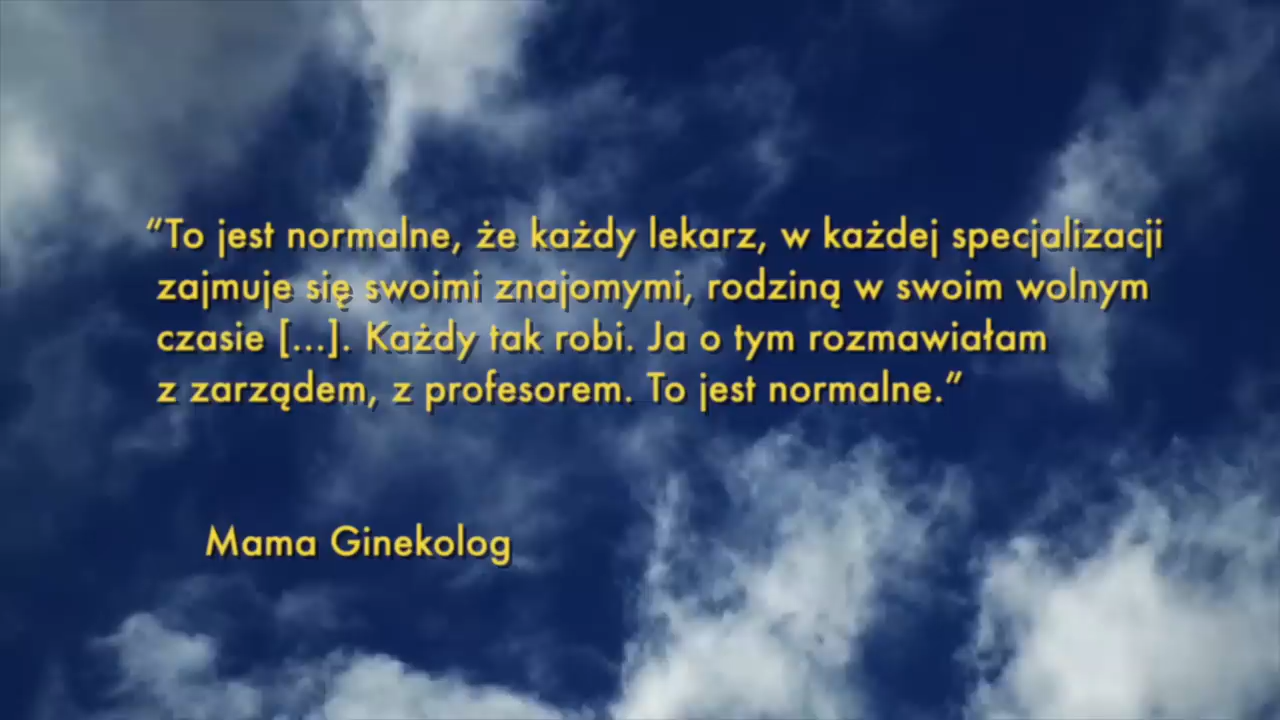 “To jest normalne, że każdy lekarz, w każdej specjalizacji
zajmuje się swoimi znajomymi, rodziną w swoim wolnym
czasie [...]. Każdy tak robi. Ja o tym rozmawiałam
z zarządem, z profesorem. To jest normalne.”
Mama Ginekolog